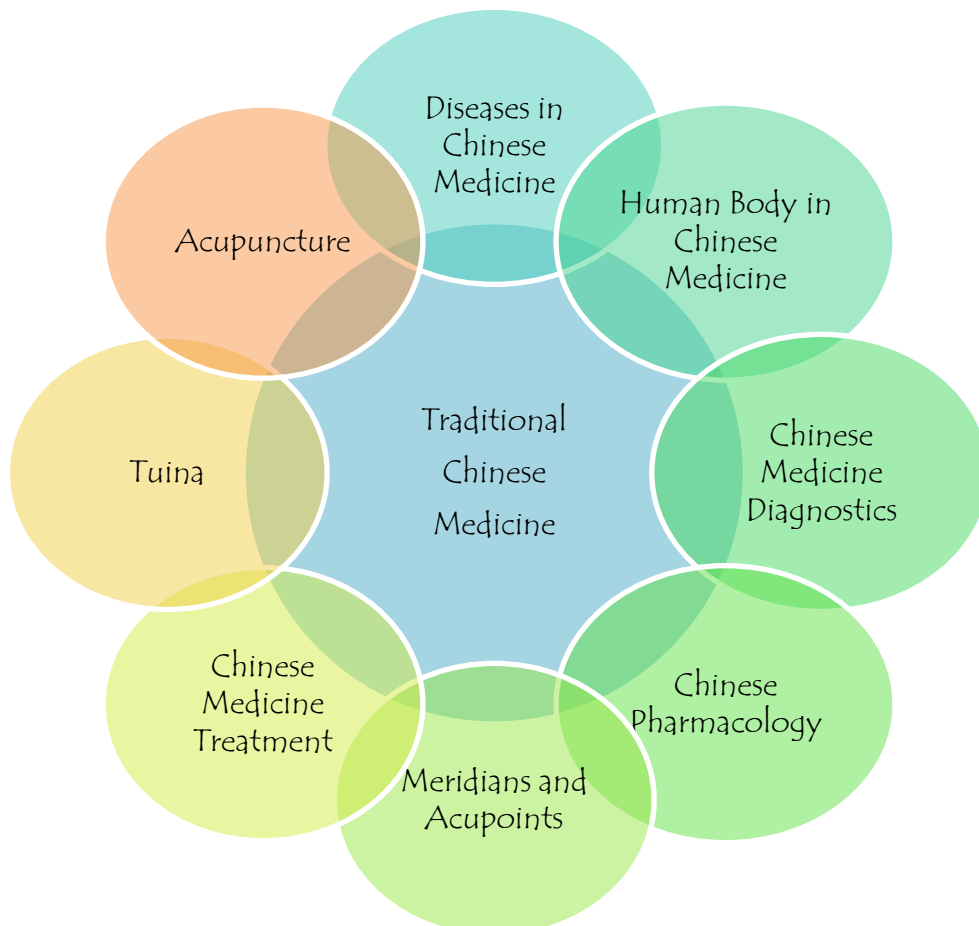 Diseases in
Chinese
Medicine
Human Body in
Chinese
Medicine
Chinese
Medicine
Diagnostics
Chinese
Pharmacology
Meridians and
Acupoints
Chinese
Medicine
Treatment
Tuina
Acupuncture
Traditional
Chinese
Medicine